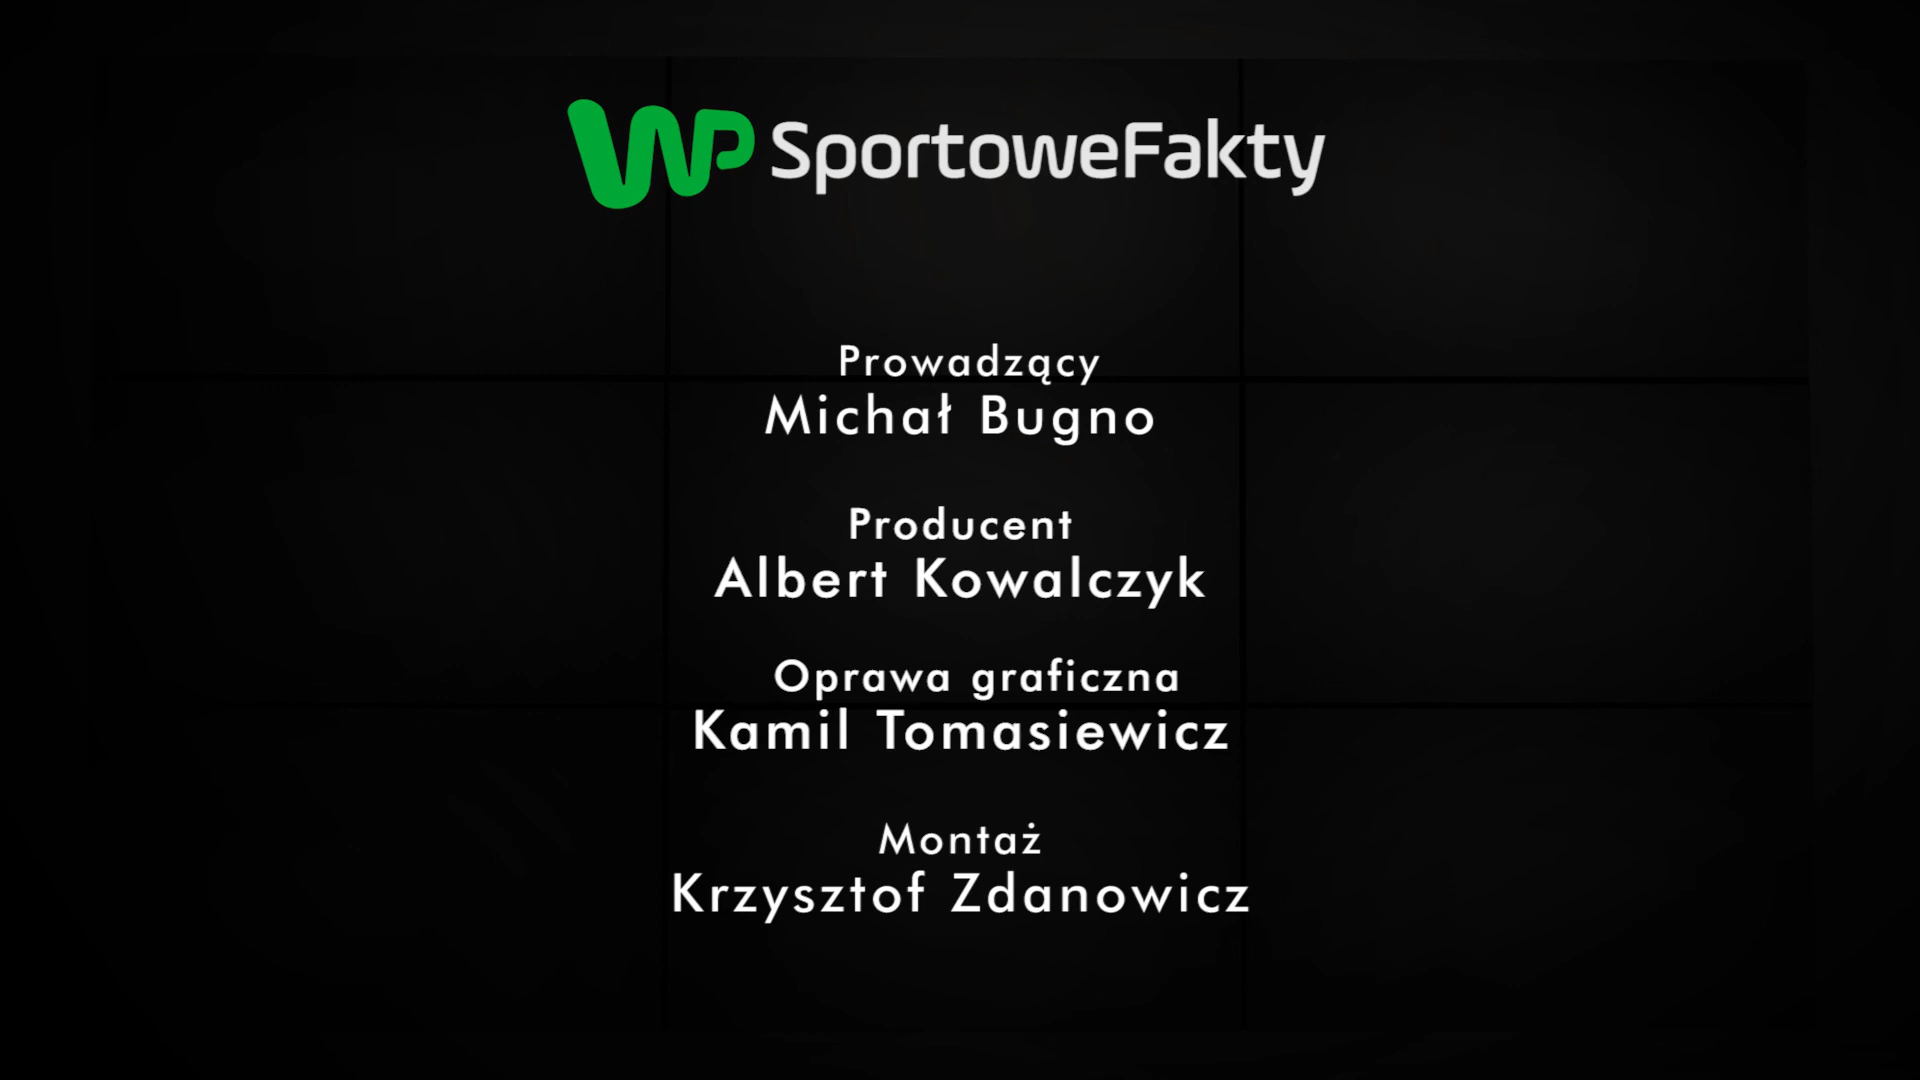 WP SportoweFakty
Prowadzący
Michał Bugno
Producent
Albert Kowalczyk
Oprawa graficzna
Kamil Tomasiewicz
Montaż
Krzysztof Zdanowicz